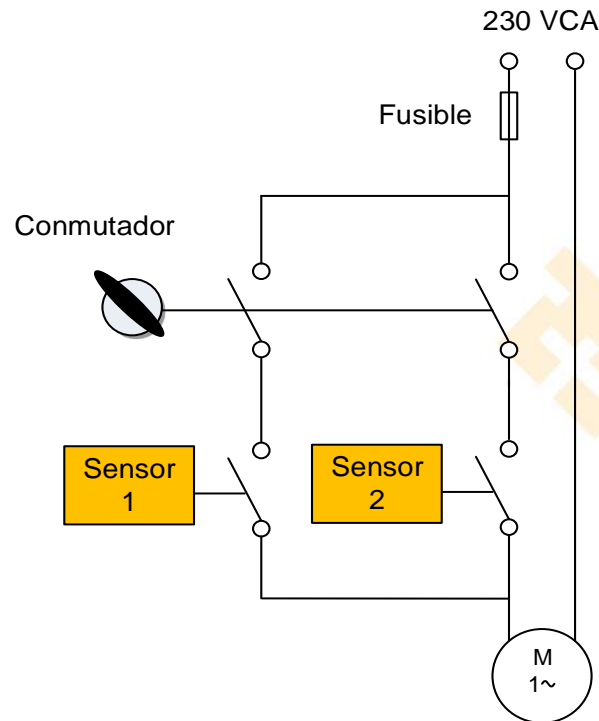 230 VCA
Fusible
Conmutador
Sensor
1
Sensor
2
M
1~